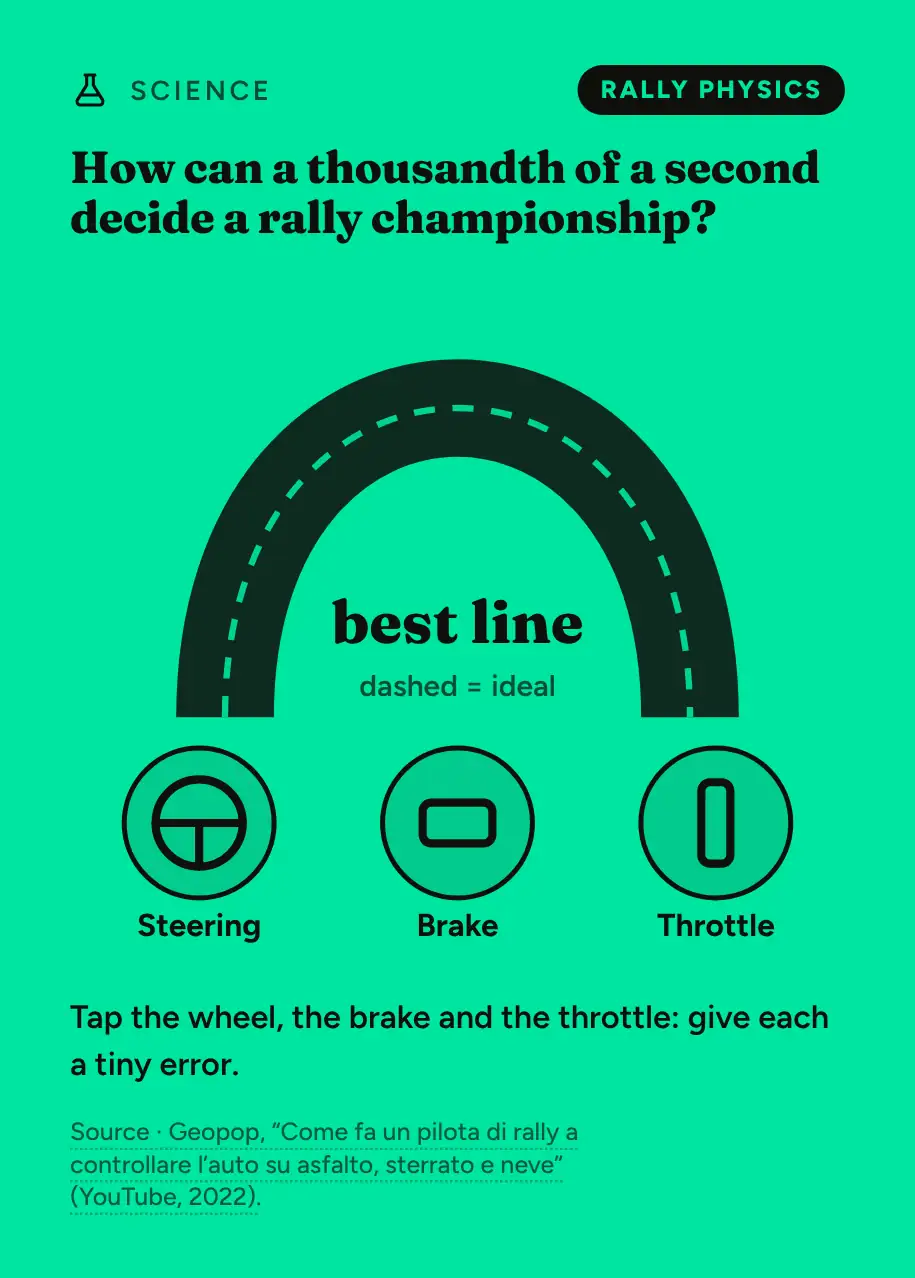 SCIENCE
RALLY PHYSICS
How can a thousandth of a second
decide a rally championship?
best line
dashed = ideal
Steering
Brake
Throttle
Tap the wheel, the brake and the throttle: give each
a tiny error.
Source · Geopop, “Come fa un pilota di rally a
controllare l’auto su asfalto, sterrato e neve”
(YouTube, 2022).